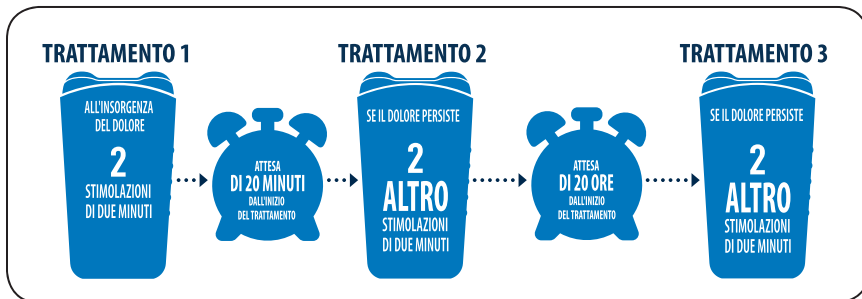 TRATTAMENTO 1
ALL'INSORGENZA
DEL DOLORE
2
STIMOLAZIONI
DI DUE MINUTI
ATTESA
DI 20 MINUTI
DALL'INIZIO
DEL TRATTAMENTO
TRATTAMENTO 2
SE IL DOLORE PERSISTE
2
ALTRO
STIMOLAZIONI
DI DUE MINUTI
ATTESA
DI 20 ORE
DALL'INIZIO
DEL TRATTAMENTO
TRATTAMENTO 3
SE IL DOLORE PERSISTE
2
ALTRO
STIMOLAZIONI
DI DUE MINUTI